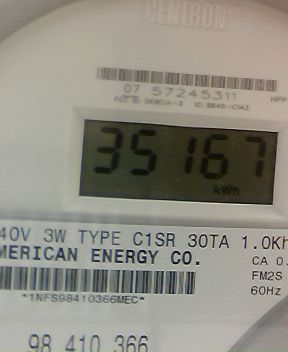 CENTRON
07 57245311
35167
kWh
40V 3W TYPE C1SR 30TA 1.0Kh
MERICAN ENERGY CO.
CA 0.
FM2S
60Hz
*1NFS98410366MEC*
98 410 366